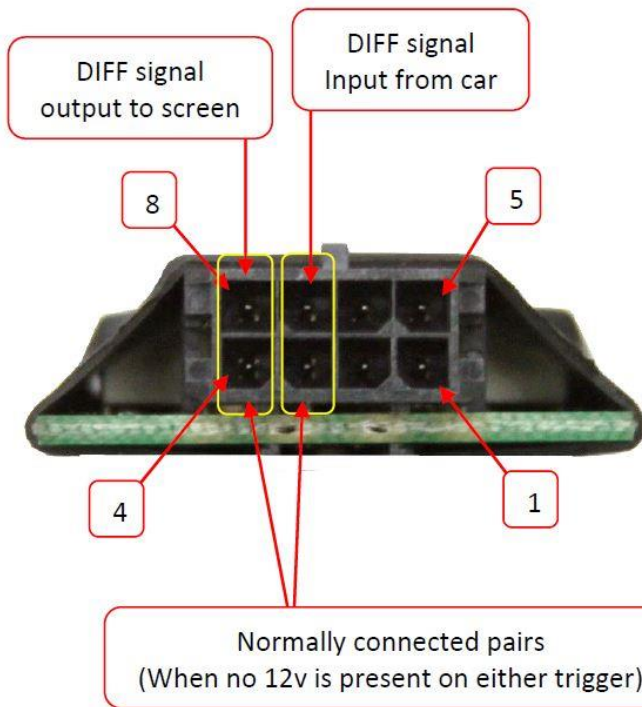 DIFF signal
output to screen
DIFF signal
Input from car
8
5
4
1
Normally connected pairs
(When no 12v is present on either trigger)